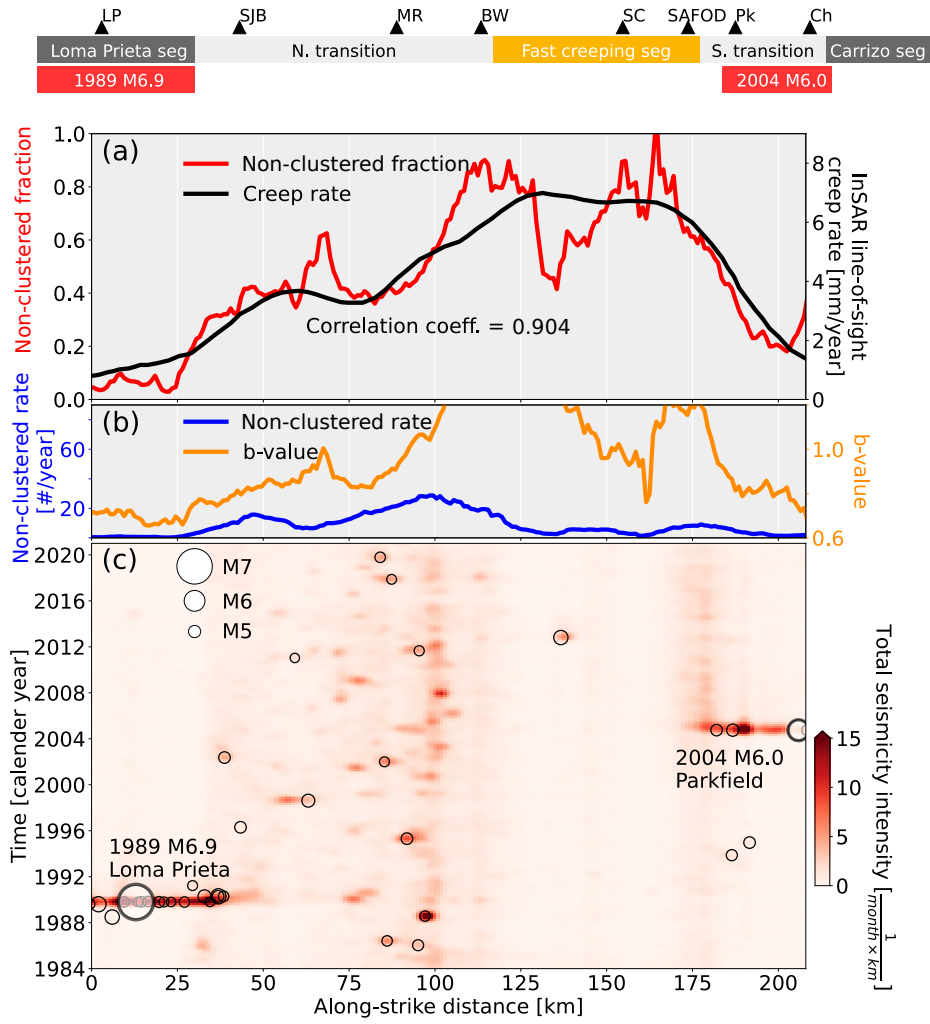 LP SJB MR BW SC SAFOD Pk Ch
Loma Prieta seg N. transition Fast creeping seg S. transition Carrizo seg
1989 M6.9 2004 M6.0
(a)
Non-clustered fraction
Creep rate
Correlation coeff. = 0.904
Non-clustered fraction
1.0
0.8
0.6
0.4
0.2
0.0
InSAR line-of-sight
creep rate [mm/year]
8
6
4
2
0
(b)
Non-clustered rate
b-value
Non-clustered rate
[#/year]
60
20
b-value
1.0
0.6
(c)
M7
M6
M5
1989 M6.9
Loma Prieta
2004 M6.0
Parkfield
Time [calender year]
2020
2016
2012
2008
2004
2000
1996
1992
1988
1984
0 25 50 75 100 125 150 175 200
Along-strike distance [km]
15
10
5
0
Total seismicity intensity [1/month × km]